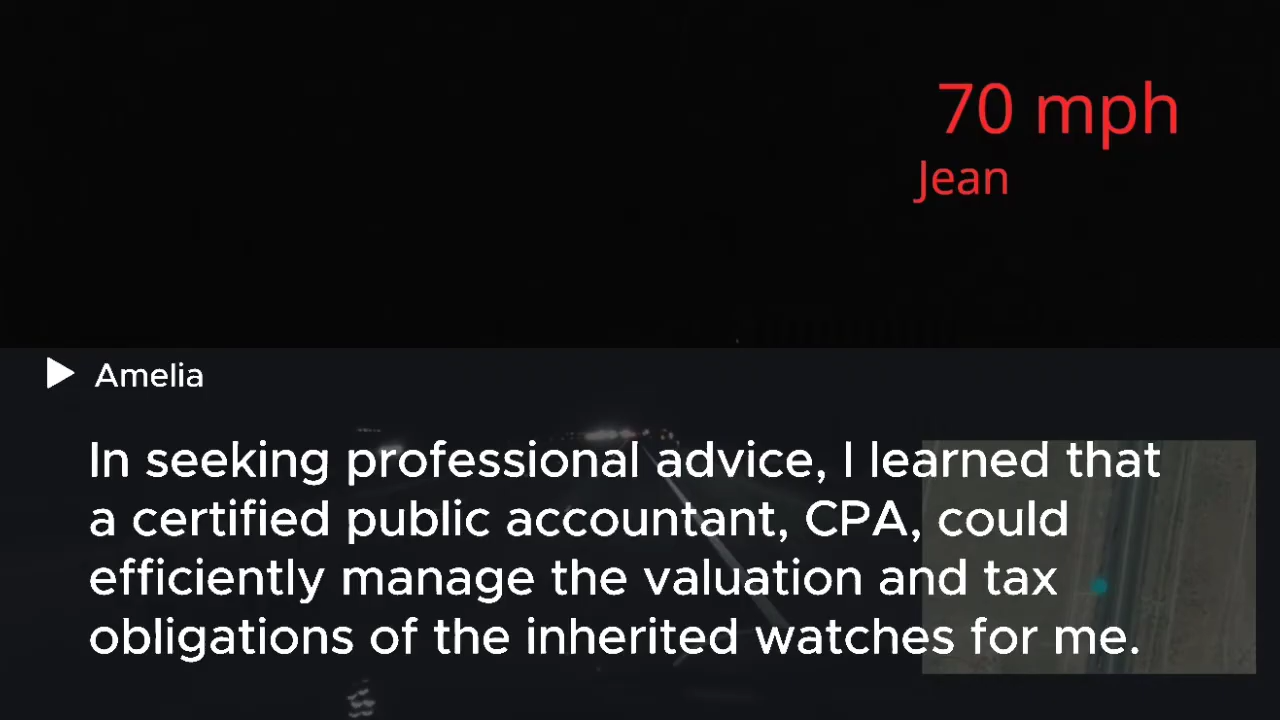 70 mph
Jean
Amelia
In seeking professional advice, I learned that
a certified public accountant, CPA, could
efficiently manage the valuation and tax
obligations of the inherited watches for me.